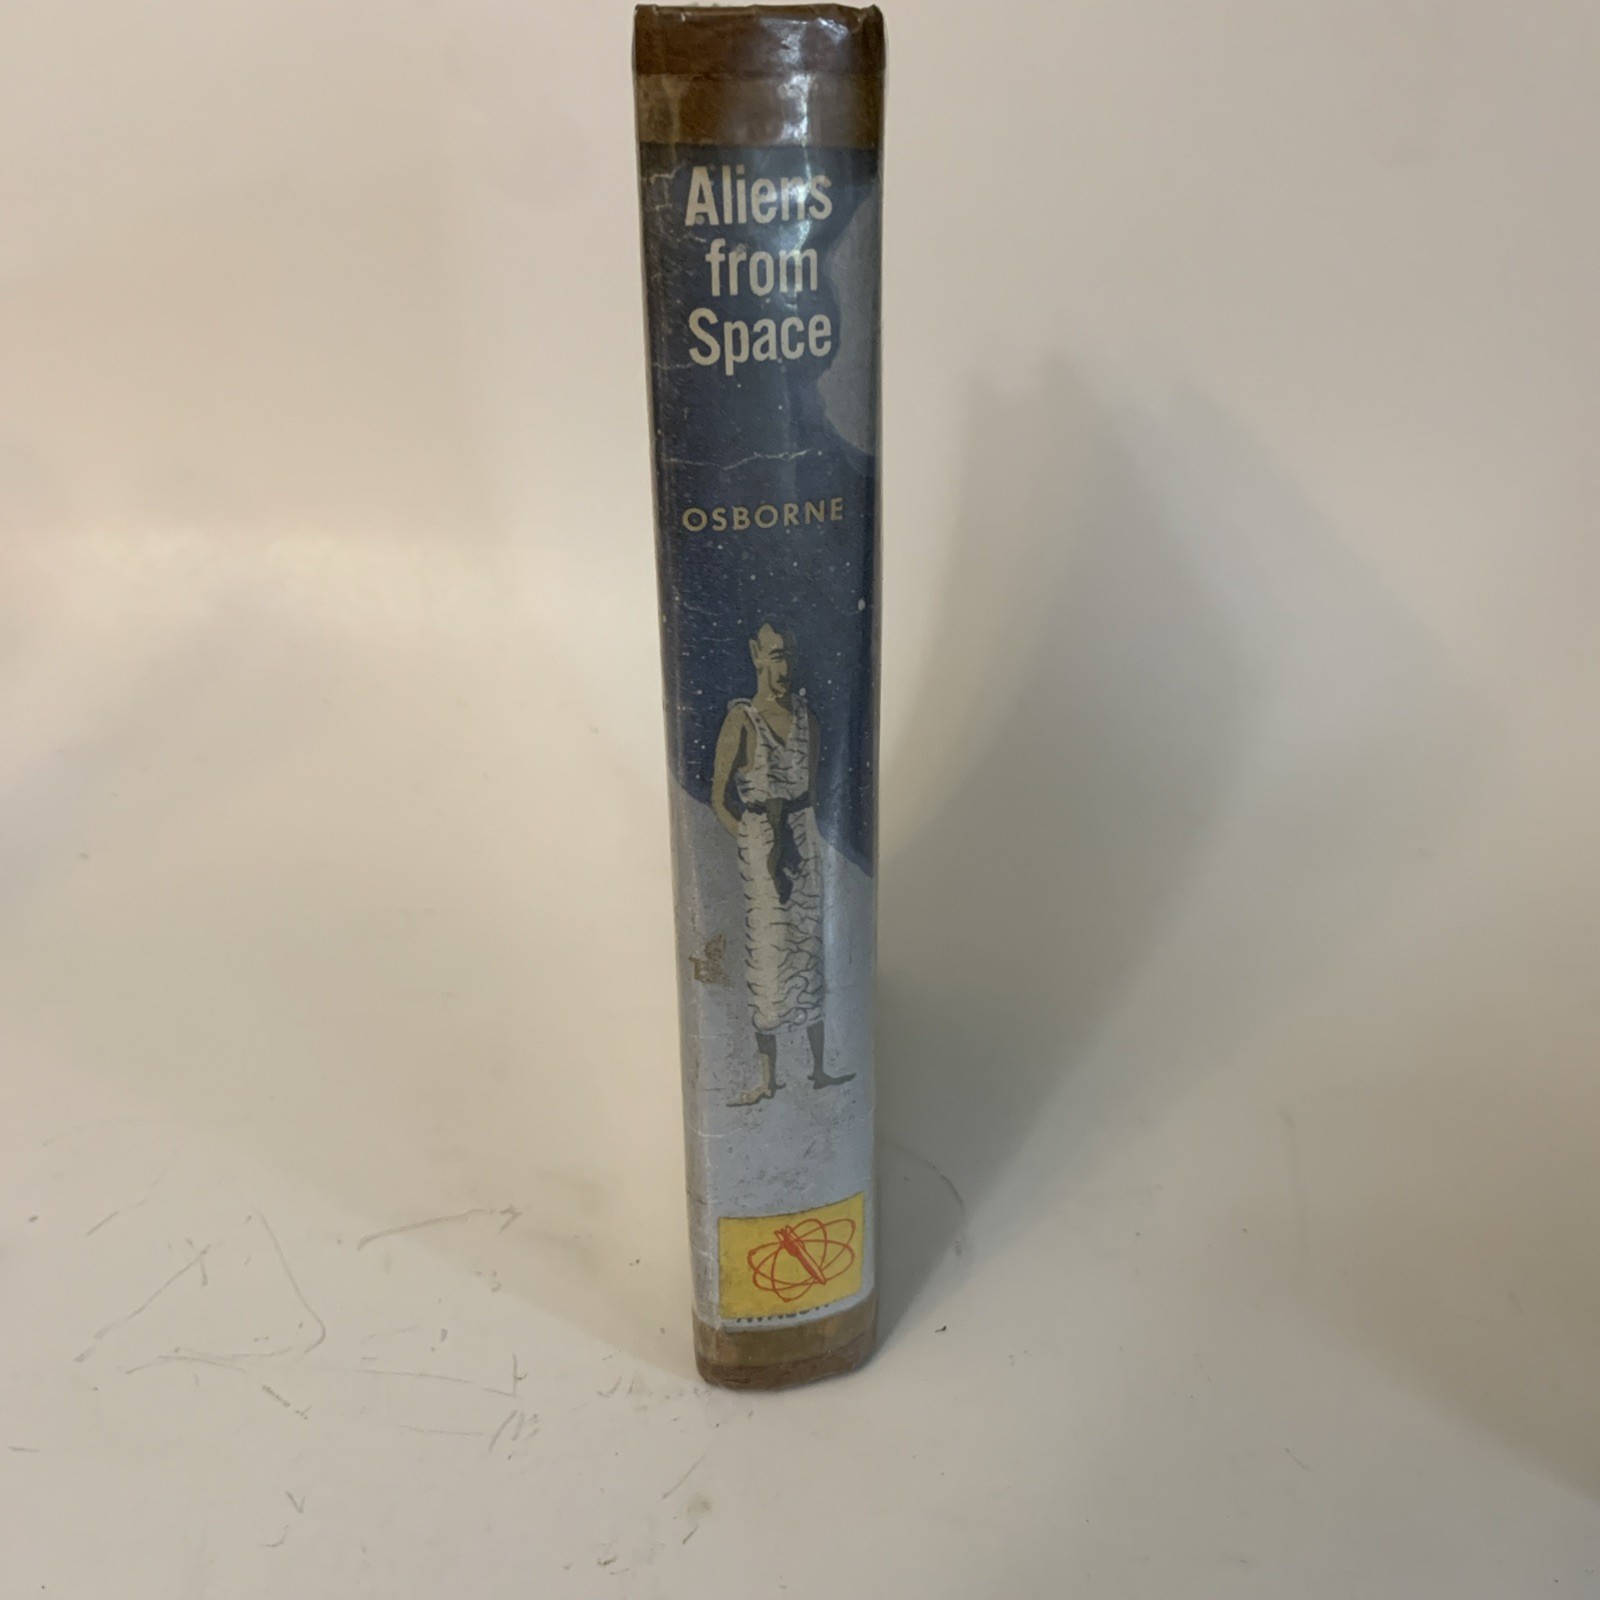 Aliens
from
Space
OSBORNE